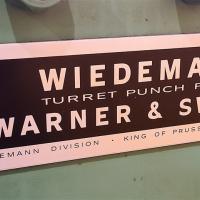 WIEDEMA
TURRET PUNCH P
WARNER & SW
EMANN DIVISION • KING OF PRUSS